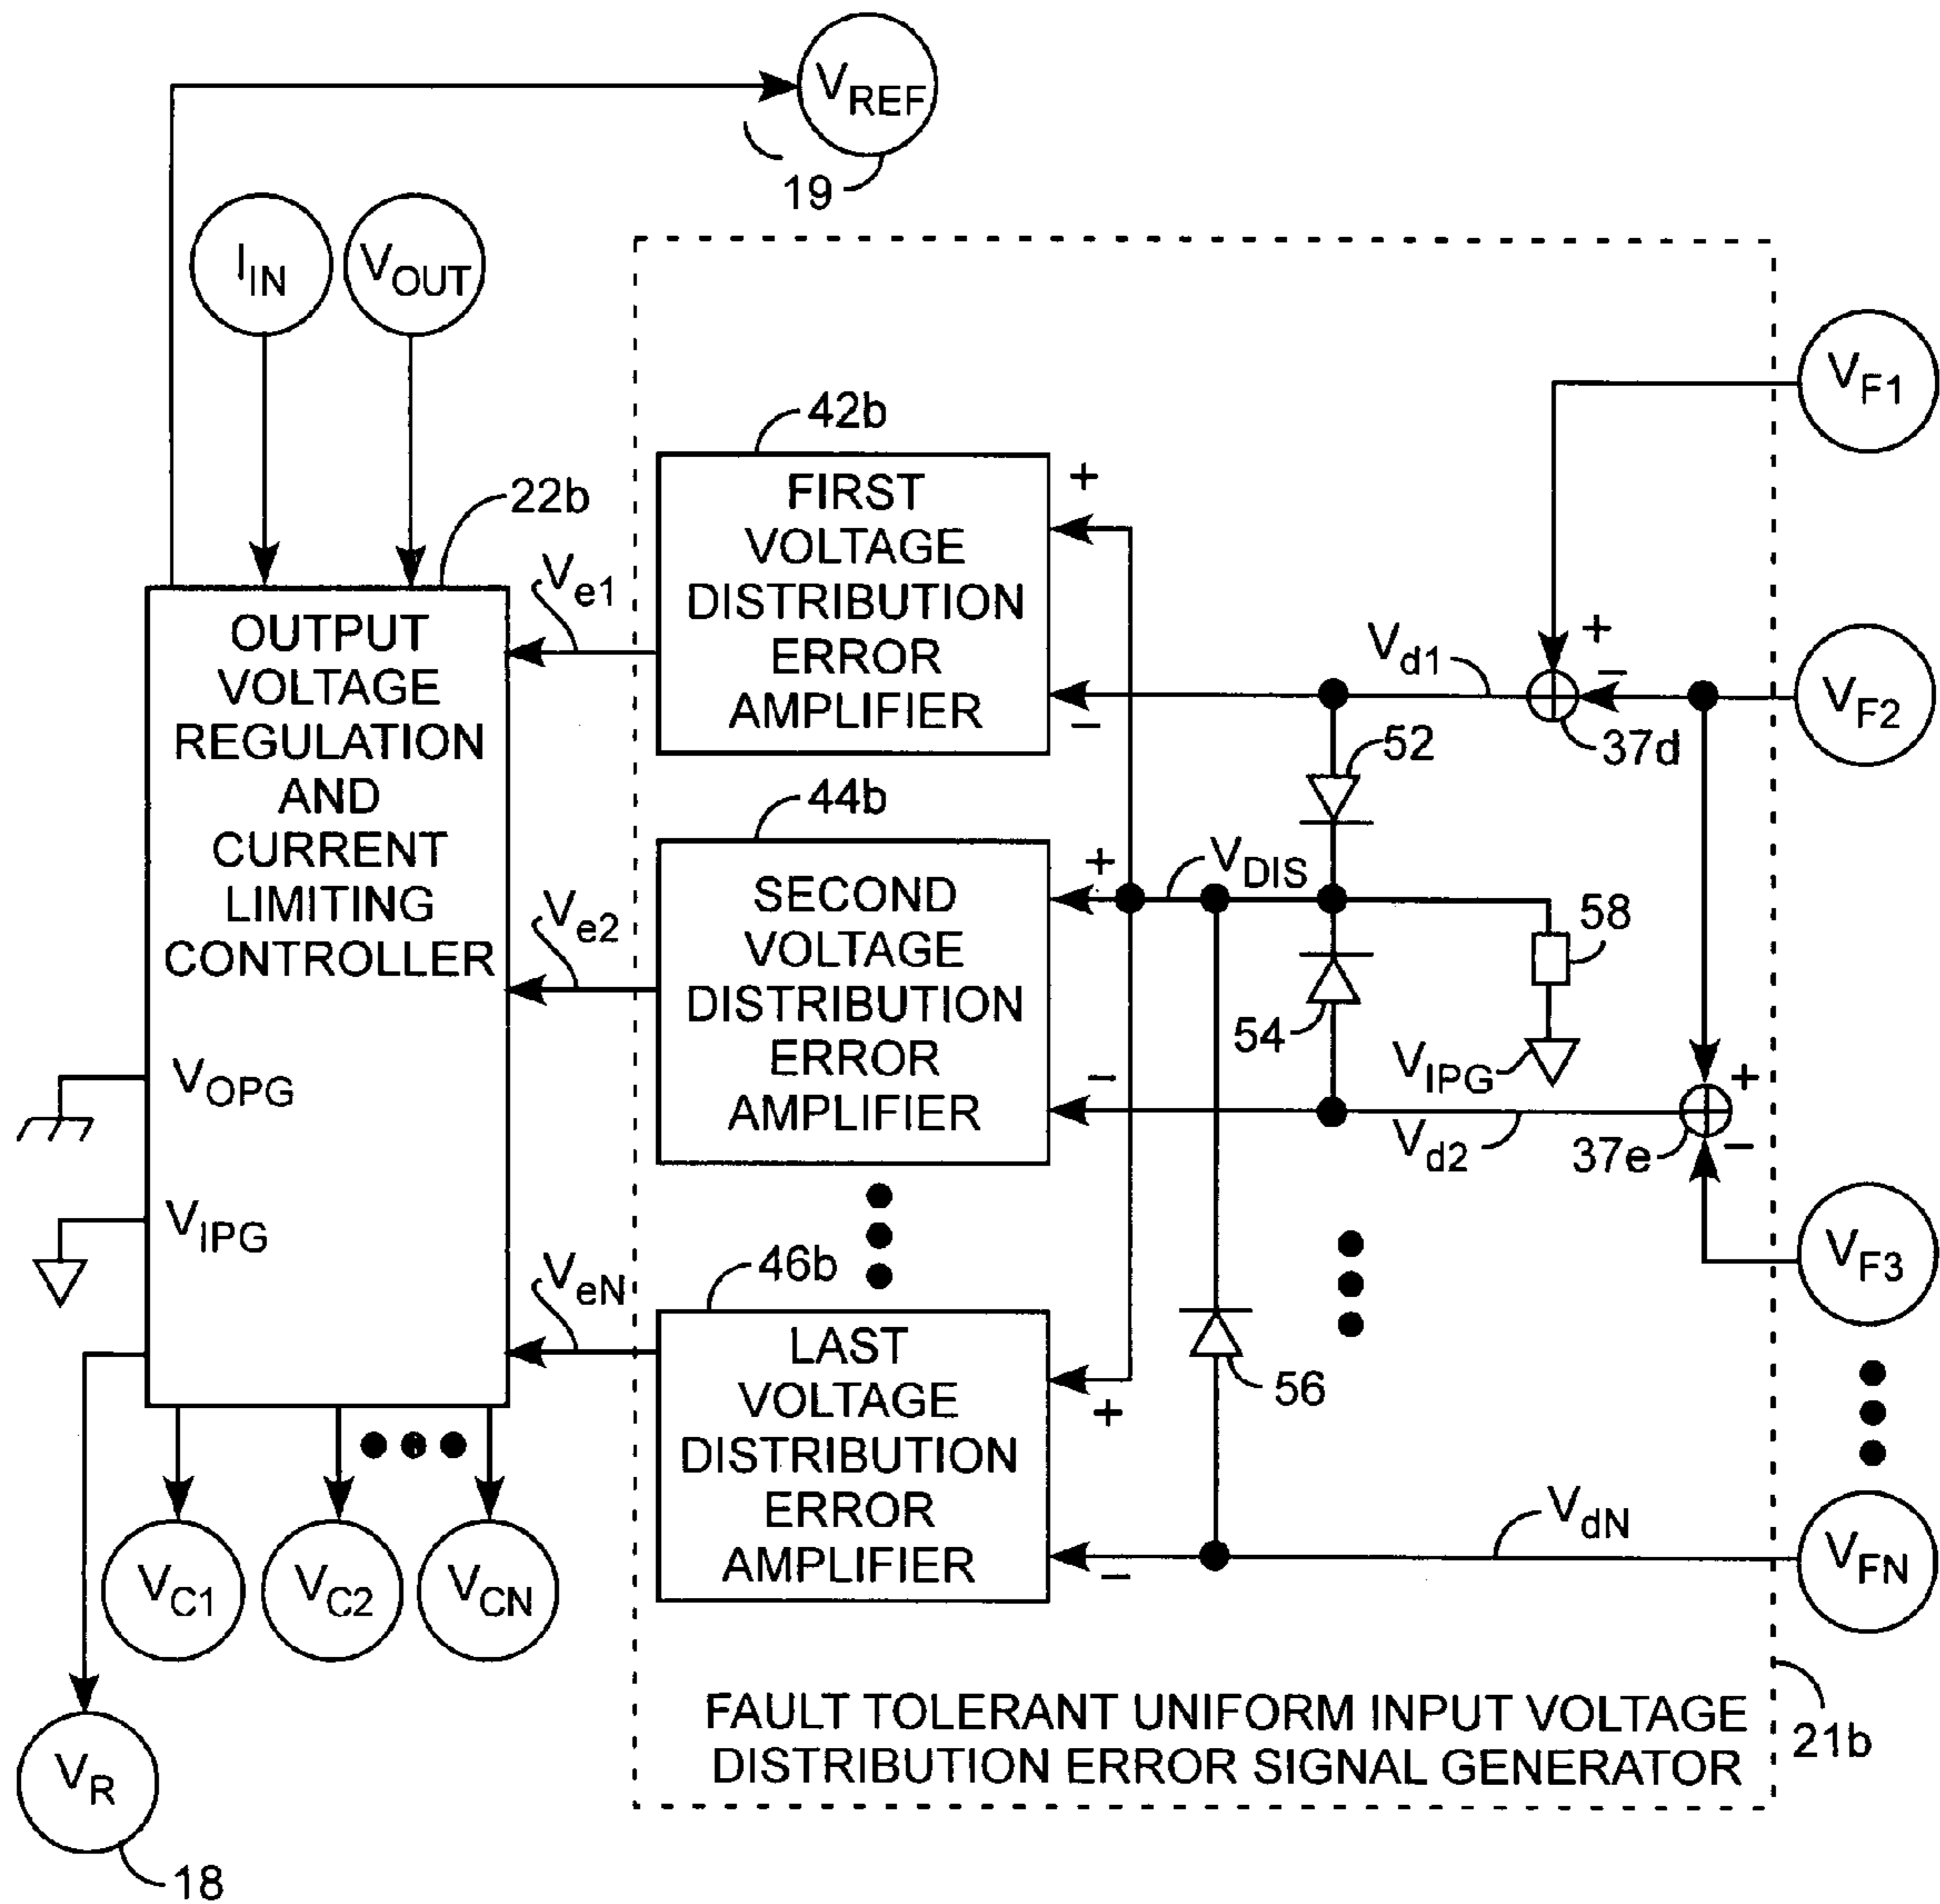 VREF
19
IIN
VOUT
VF1
42b
FIRST
VOLTAGE
DISTRIBUTION
ERROR
AMPLIFIER
+
−
22b
Ve1
OUTPUT
VOLTAGE
REGULATION
AND
CURRENT
LIMITING
CONTROLLER
VOPG
VIPG
Vd1
+
−
37d
VF2
52
44b
SECOND
VOLTAGE
DISTRIBUTION
ERROR
AMPLIFIER
+
−
VDIS
58
Ve2
54
VIPG
Vd2
37e
+
−
VF3
46b
VeN
LAST
VOLTAGE
DISTRIBUTION
ERROR
AMPLIFIER
+
−
56
VdN
VFN
VC1
VC2
VCN
VR
18
FAULT TOLERANT UNIFORM INPUT VOLTAGE
DISTRIBUTION ERROR SIGNAL GENERATOR
21b